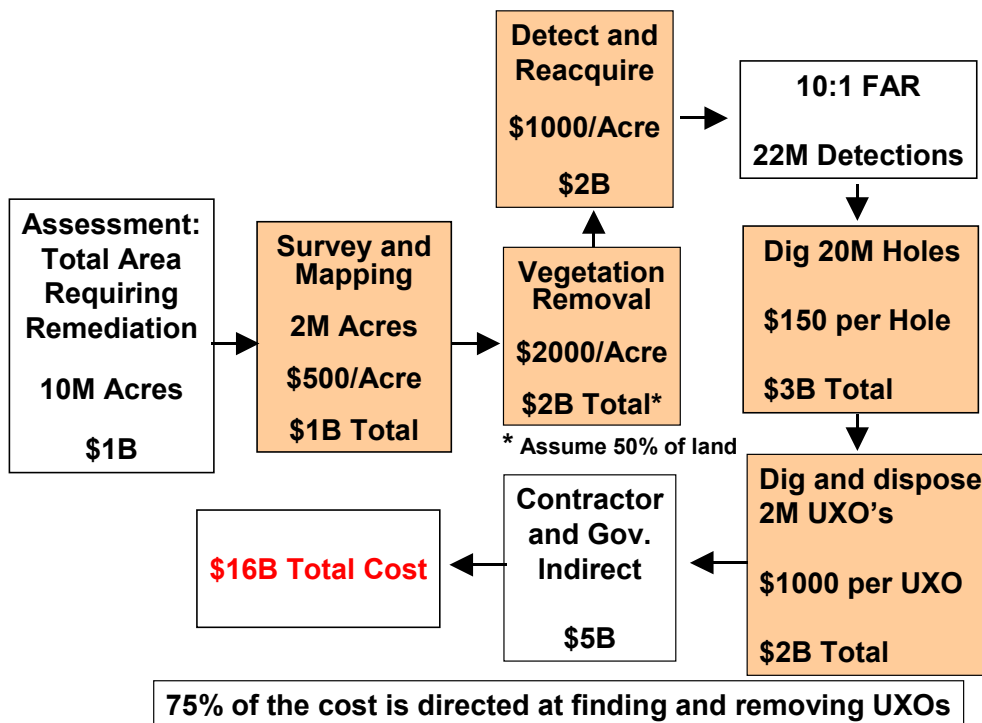 Assessment:
Total Area
Requiring
Remediation
10M Acres
$1B
Survey and
Mapping
2M Acres
$500/Acre
$1B Total
Vegetation
Removal
$2000/Acre
$2B Total*
* Assume 50% of land
Detect and
Reacquire
$1000/Acre
$2B
10:1 FAR
22M Detections
Dig 20M Holes
$150 per Hole
$3B Total
Dig and dispose
2M UXO’s
$1000 per UXO
$2B Total
Contractor
and Gov.
Indirect
$5B
$16B Total Cost
75% of the cost is directed at finding and removing UXOs